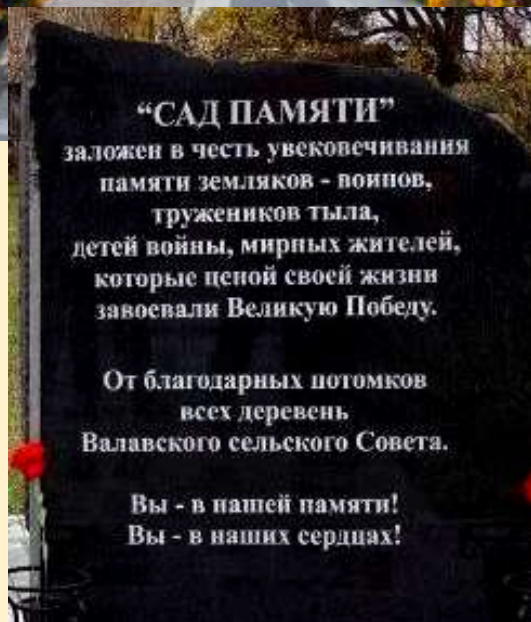 “САД ПАМЯТИ”
заложен в честь увековечивания
памяти земляков - воинов,
тружеников тыла,
детей войны, мирных жителей,
которые ценой своей жизни
завоевали Великую Победу.
От благодарных потомков
всех деревень
Валавского сельского Совета.
Вы - в нашей памяти!
Вы - в наших сердцах!